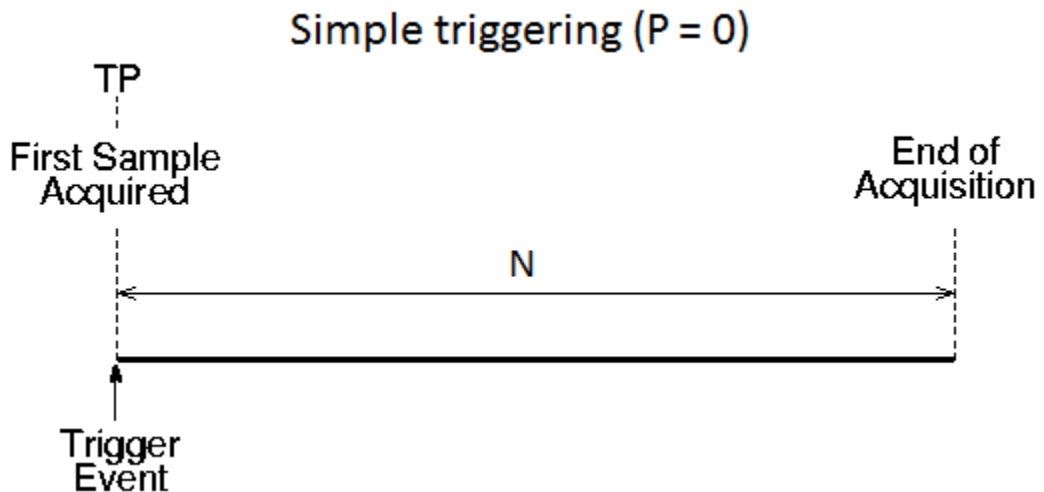 Simple triggering (P = 0)
TP
First Sample
Acquired
End of
Acquisition
N
Trigger
Event